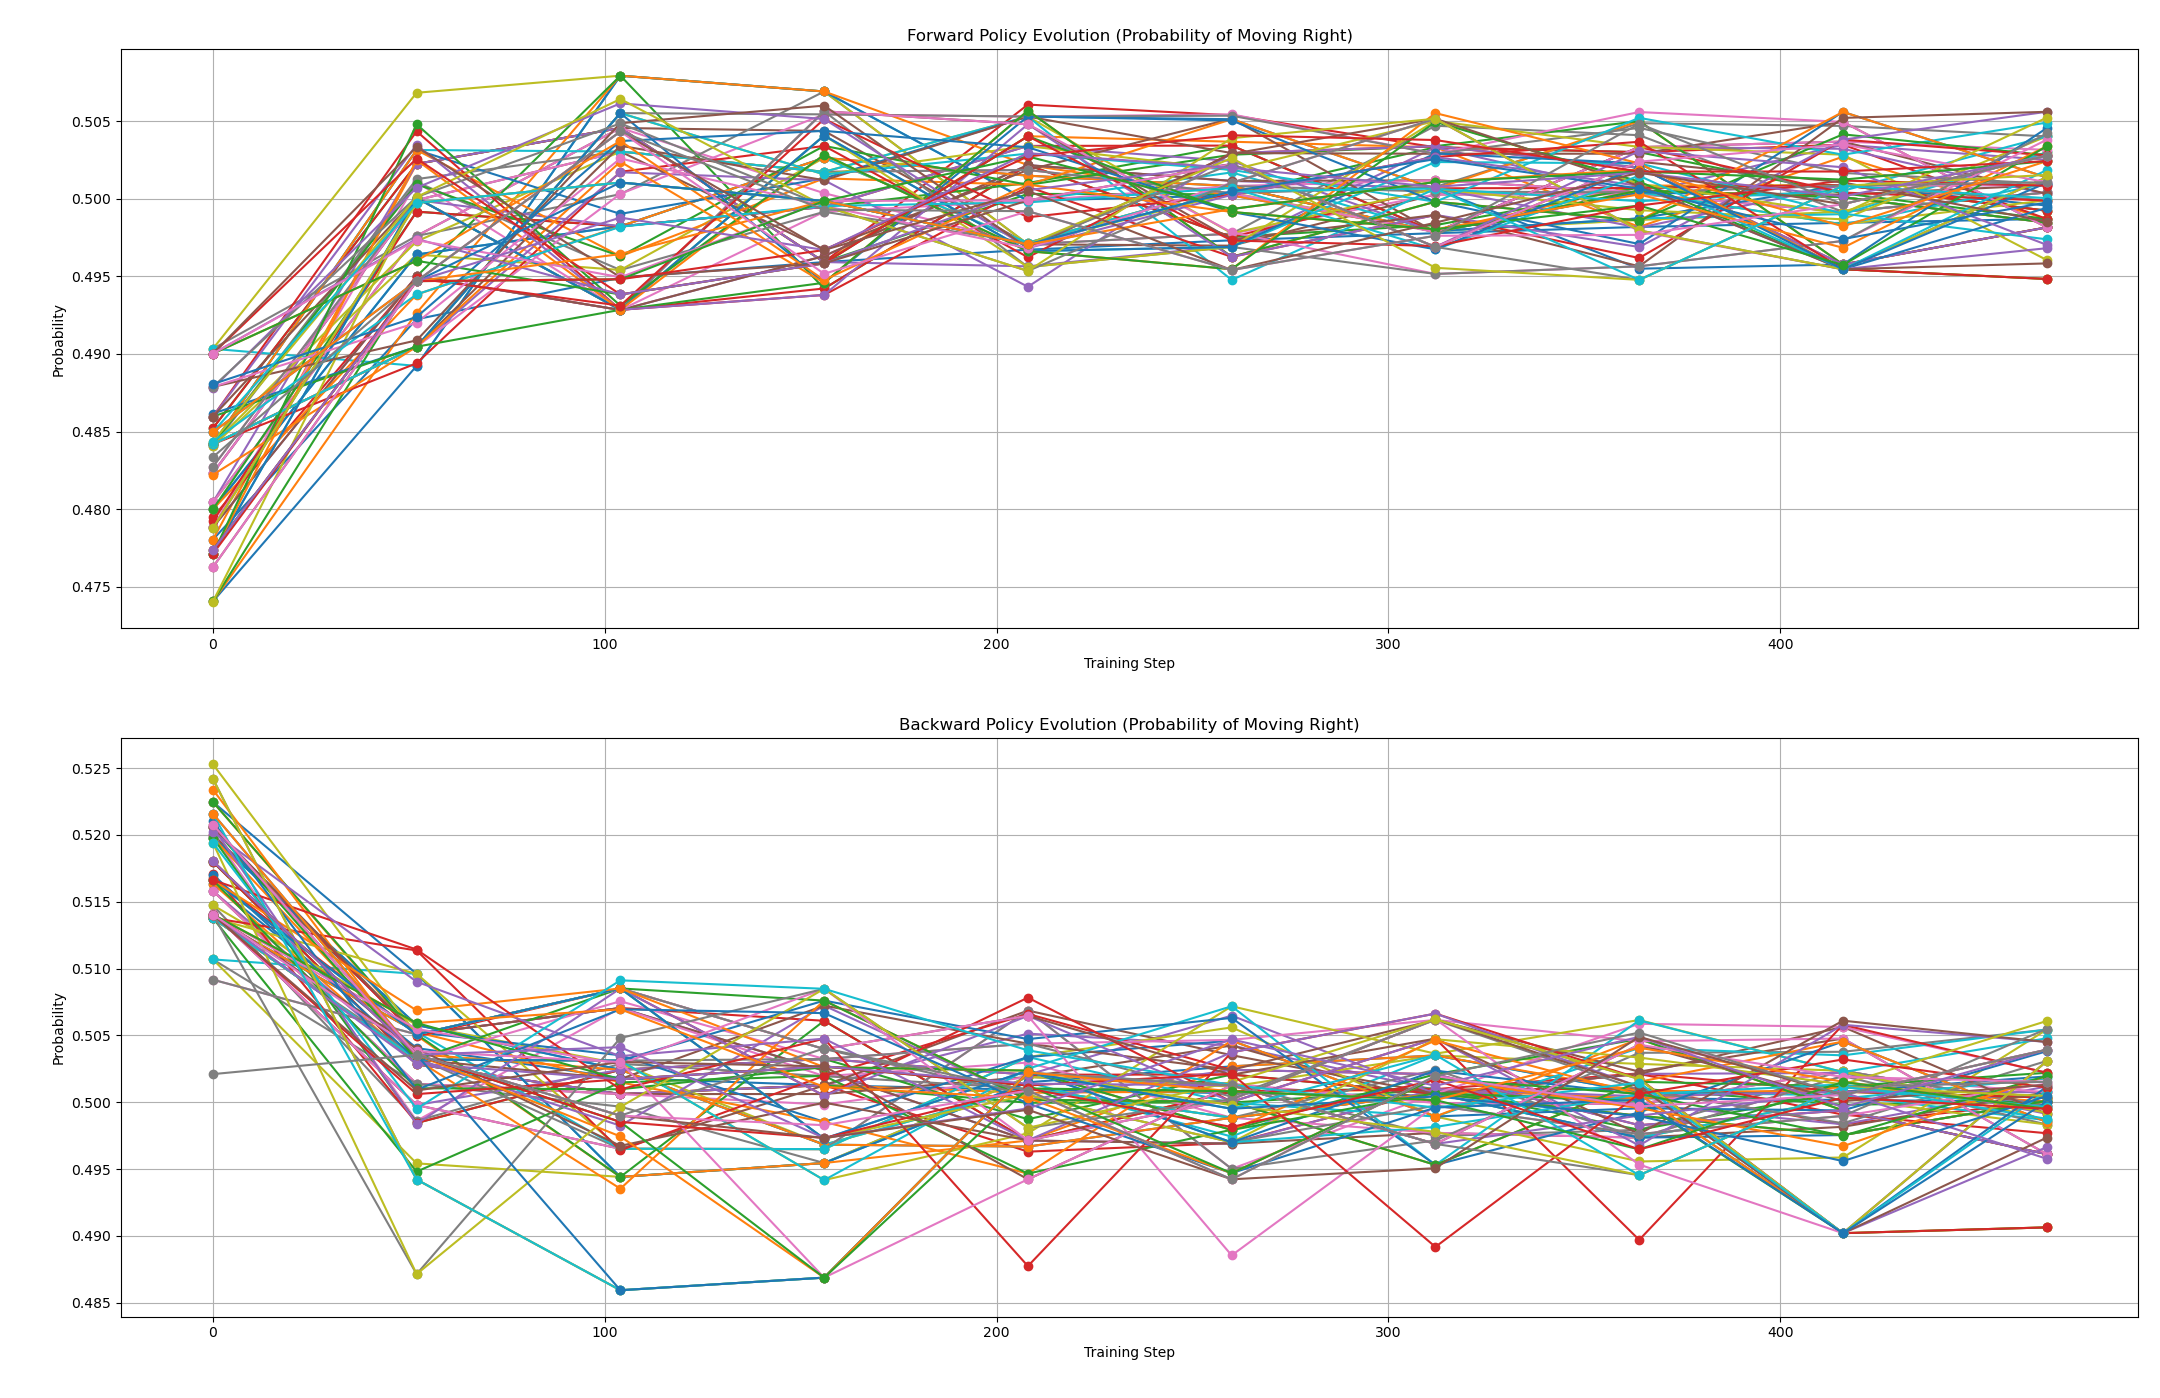 Forward Policy Evolution (Probability of Moving Right)
0.505
0.500
0.495
0.490
0.485
0.480
0.475
Probability
0 100 200 300 400
Training Step
Backward Policy Evolution (Probability of Moving Right)
0.525
0.520
0.515
0.510
0.505
0.500
0.495
0.490
0.485
Probability
0 100 200 300 400
Training Step